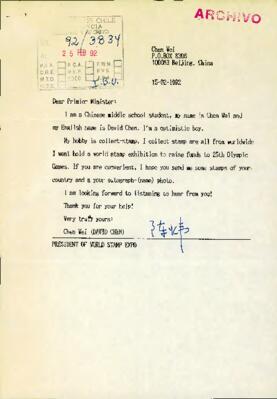 ARCHIVO
CHILE
92/3834
25 FEB 92
Chen Wei
P.O.BOX 8306
100083 Beijing. China
15-02-1992
Dear Primier Minister:
I am a Chinese middle school student, my name is Chen Wei and
my English name is David Chen. I'm a outimistic boy.
My hobby is collect-stamp. I collect stamp are all from worldwide
I woul hold a world stamp exhibition to raing funds to 25th Olympic
Games. If you are convenient, I hope you send me some stamps of your
country and a your autograph-(name) photo.
I am looking forward to listening to hear from you!
Thank you for your help!
Very truly yours:
Chen Wei (DAVID CHEN)
PRESIDENT OF WORLD STAMP EXPO